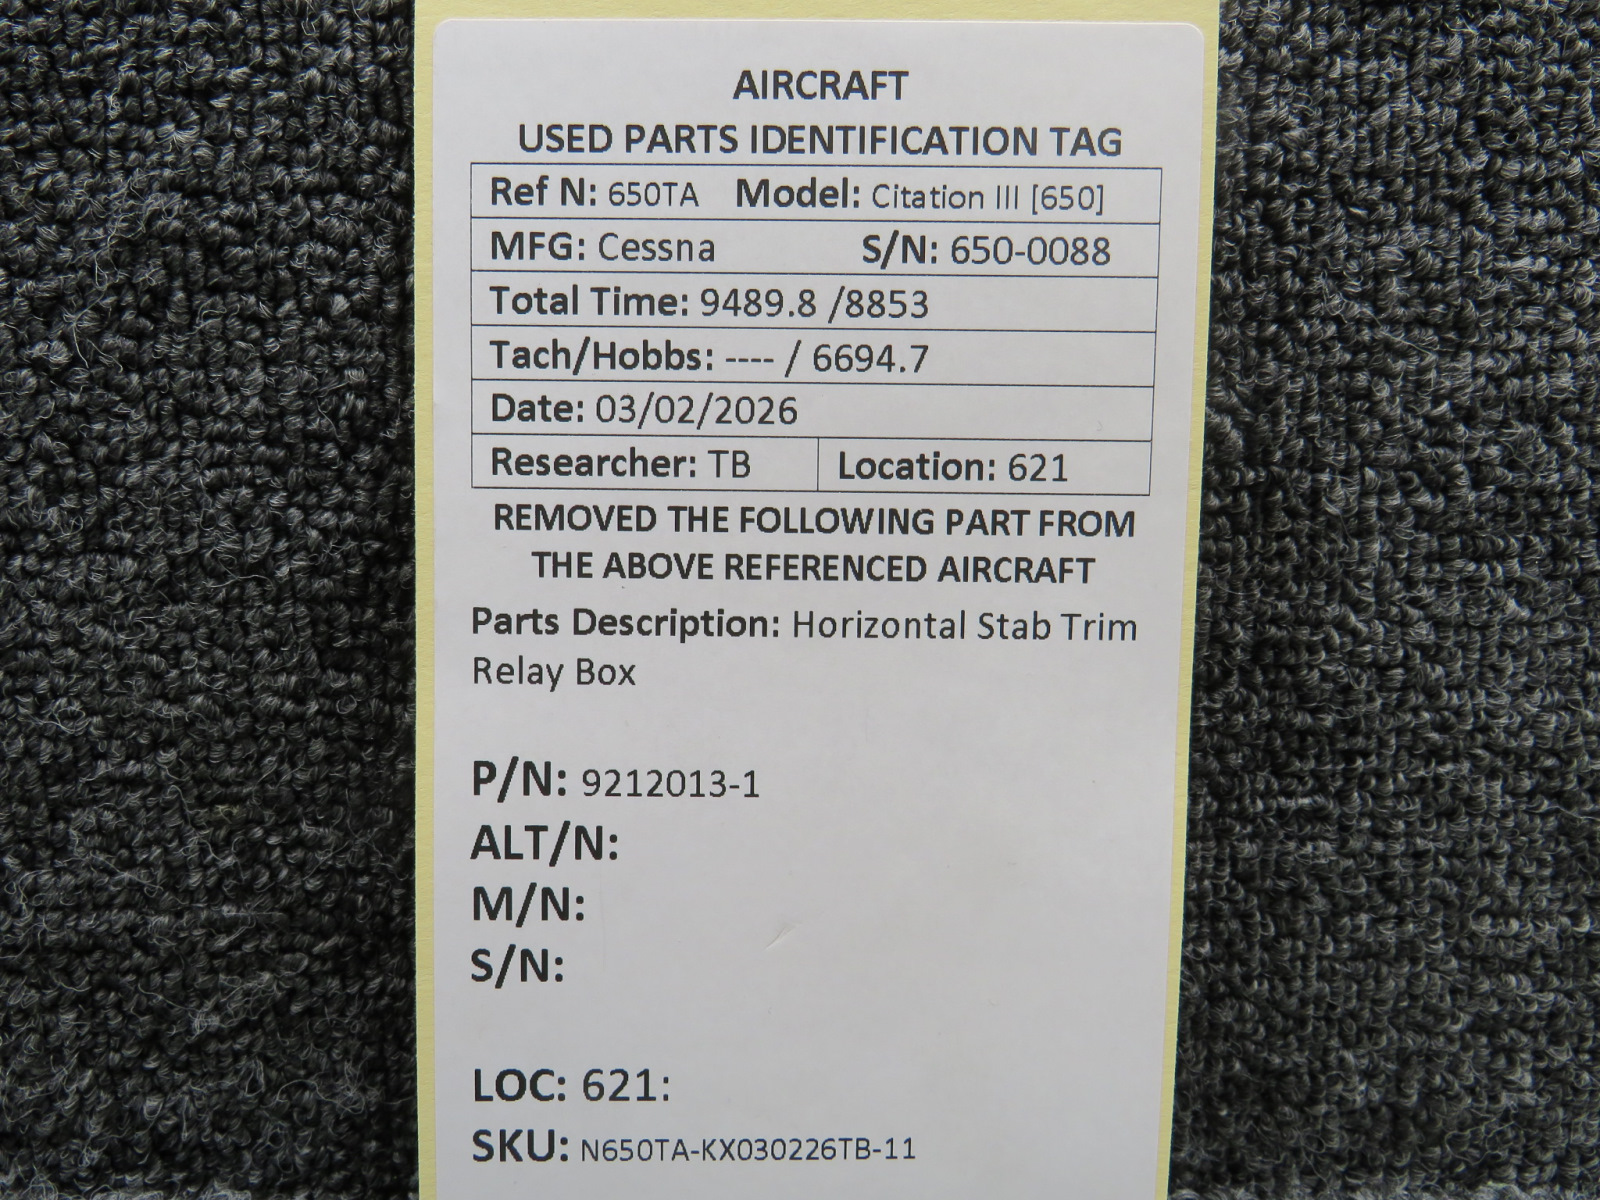 AIRCRAFT
USED PARTS IDENTIFICATION TAG
Ref N: 650TA Model: Citation III [650]
MFG: Cessna S/N: 650-0088
Total Time: 9489.8 /8853
Tach/Hobbs: ---- / 6694.7
Date: 03/02/2026
Researcher: TB Location: 621
REMOVED THE FOLLOWING PART FROM
THE ABOVE REFERENCED AIRCRAFT
Parts Description: Horizontal Stab Trim
Relay Box
P/N: 9212013-1
ALT/N:
M/N:
S/N:
LOC: 621:
SKU: N650TA-KX030226TB-11